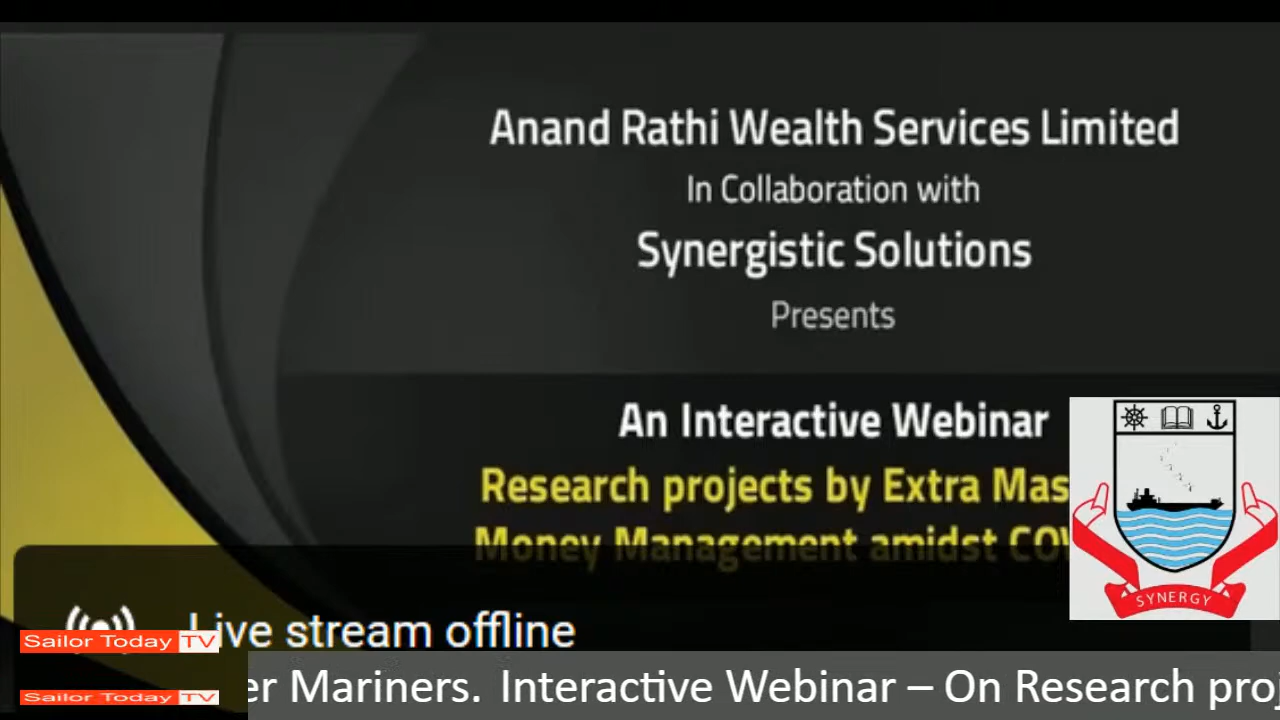 Anand Rathi Wealth Services Limited
In Collaboration with
Synergistic Solutions
Presents
An Interactive Webinar
Research projects by Extra Mas
Money Management amidst COV
SYNERGY
Live stream offline
Sailor Today TV
er Mariners. Interactive Webinar – On Research proj
Sailor Today TV